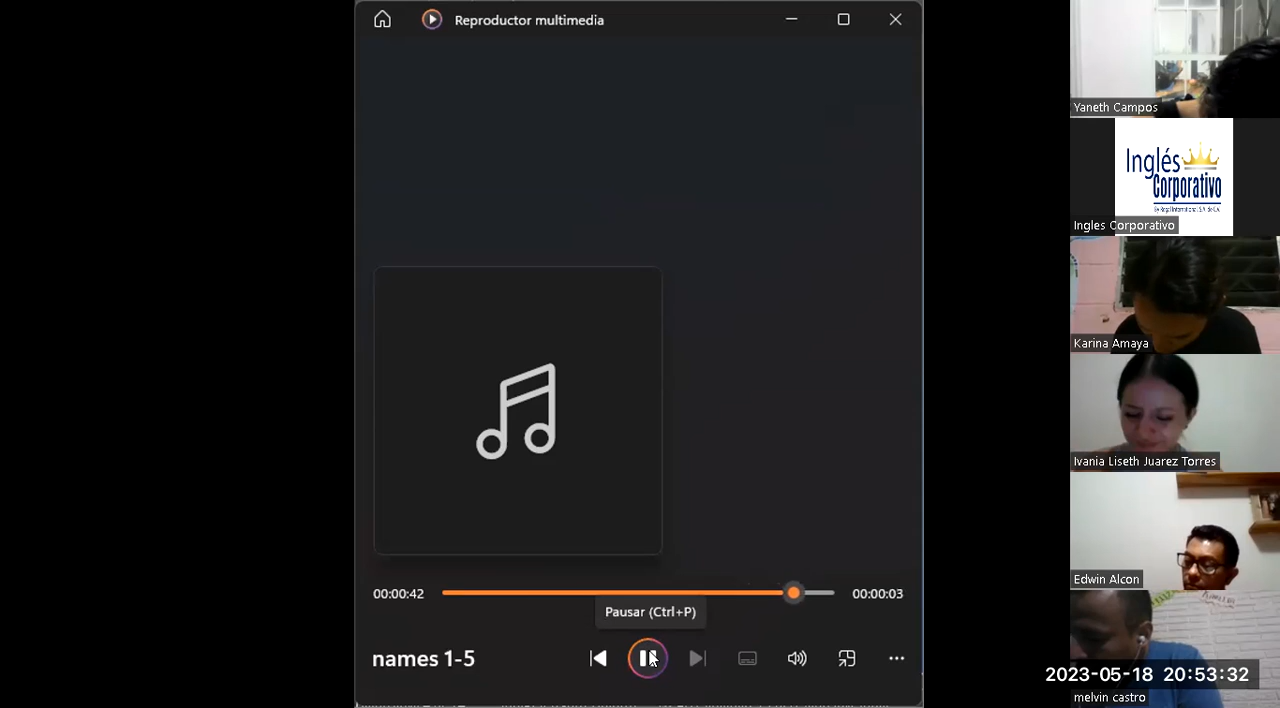 Reproductor multimedia
00:00:42
00:00:03
Pausar (Ctrl+P)
names 1-5
Yaneth Campos
Inglés
Corporativo
Ingles Corporativo
Karina Amaya
Ivania Liseth Juarez Torres
Edwin Alcon
2023-05-18 20:53:32
melvin castro